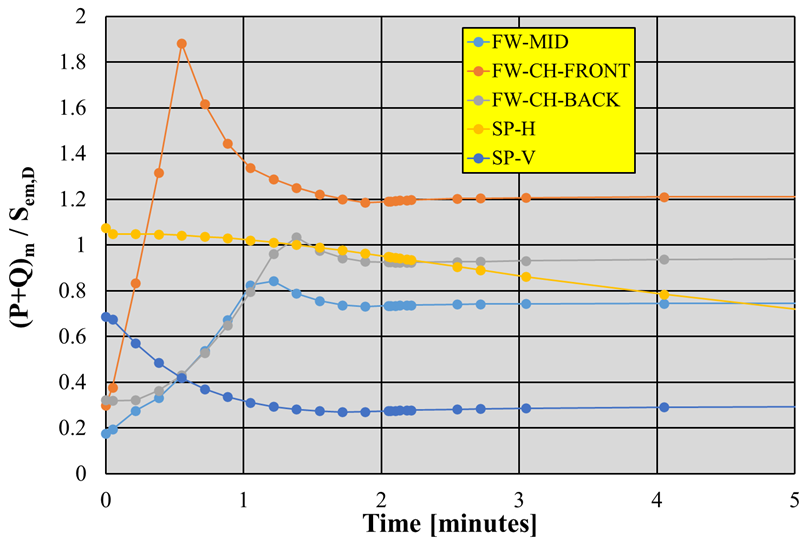 2
1.8
1.6
1.4
1.2
1
0.8
0.6
0.4
0.2
0
(P+Q)m / Sem,D
FW-MID
FW-CH-FRONT
FW-CH-BACK
SP-H
SP-V
0 1 2 3 4 5
Time [minutes]